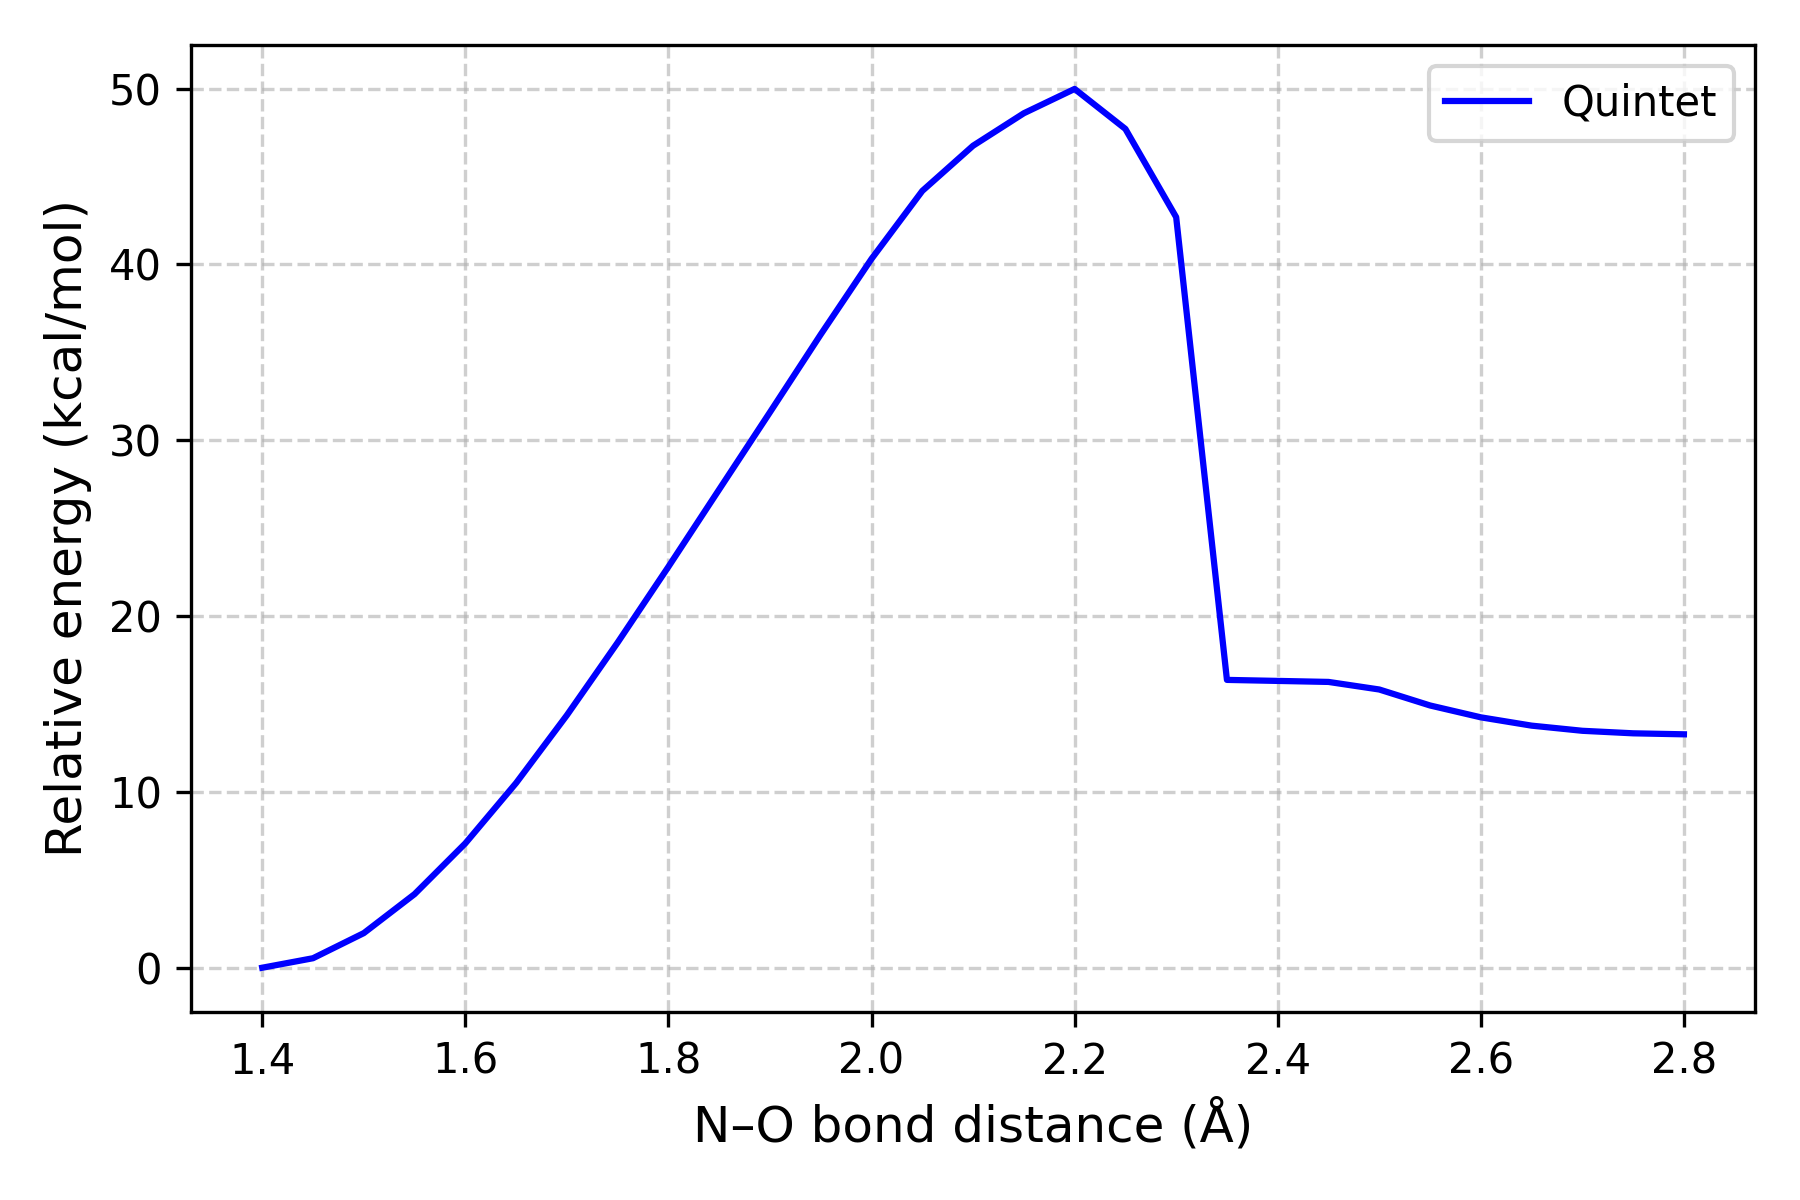 Quintet
Relative energy (kcal/mol)
50
40
30
20
10
0
1.4 1.6 1.8 2.0 2.2 2.4 2.6 2.8
N–O bond distance (Å)